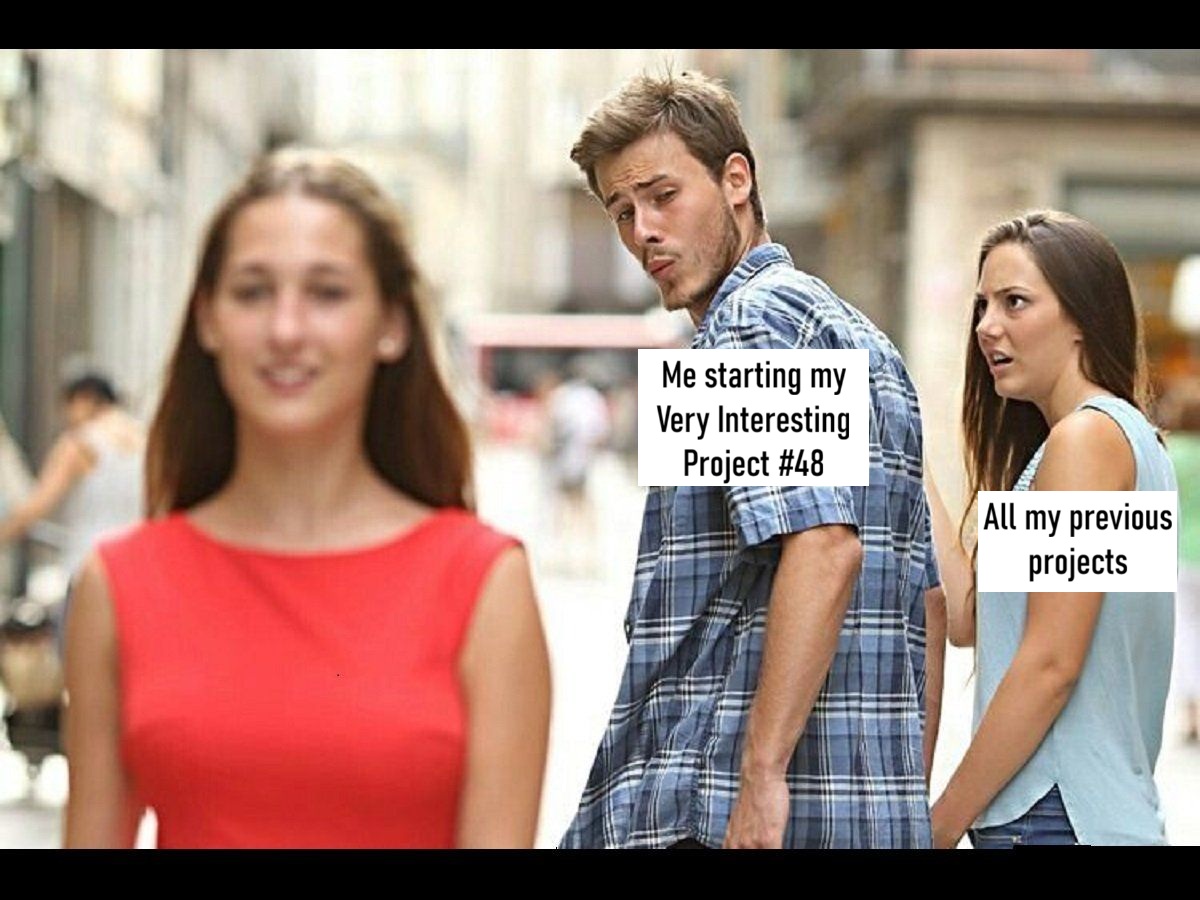 Me starting my
Very Interesting
Project #48
All my previous
projects